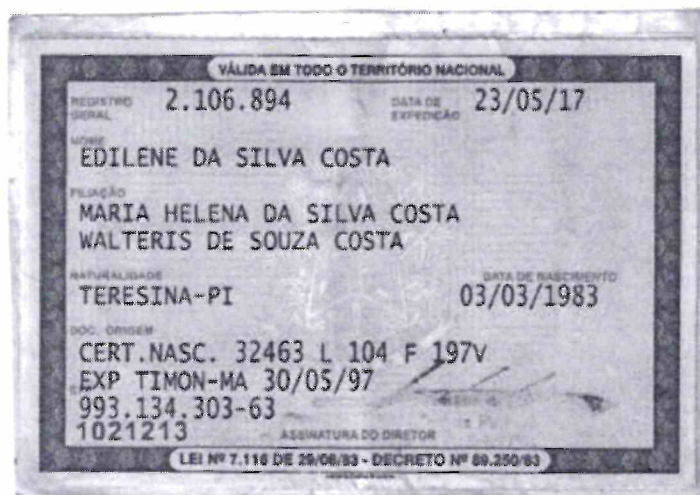 VÁLIDA EM TODO O TERRITÓRIO NACIONAL
REGISTRO GERAL 2.106.894 DATA DE EXPEDIÇÃO 23/05/17
NOME
EDILENE DA SILVA COSTA
FILIAÇÃO
MARIA HELENA DA SILVA COSTA
WALTERIS DE SOUZA COSTA
NATURALIDADE DATA DE NASCIMENTO
TERESINA-PI 03/03/1983
DOC. ORIGEM
CERT.NASC. 32463 L 104 F 197V
EXP TIMON-MA 30/05/97
993.134.303-63
1021213 ASSINATURA DO DIRETOR
LEI Nº 7.116 DE 29/08/83 - DECRETO Nº 89.250/83